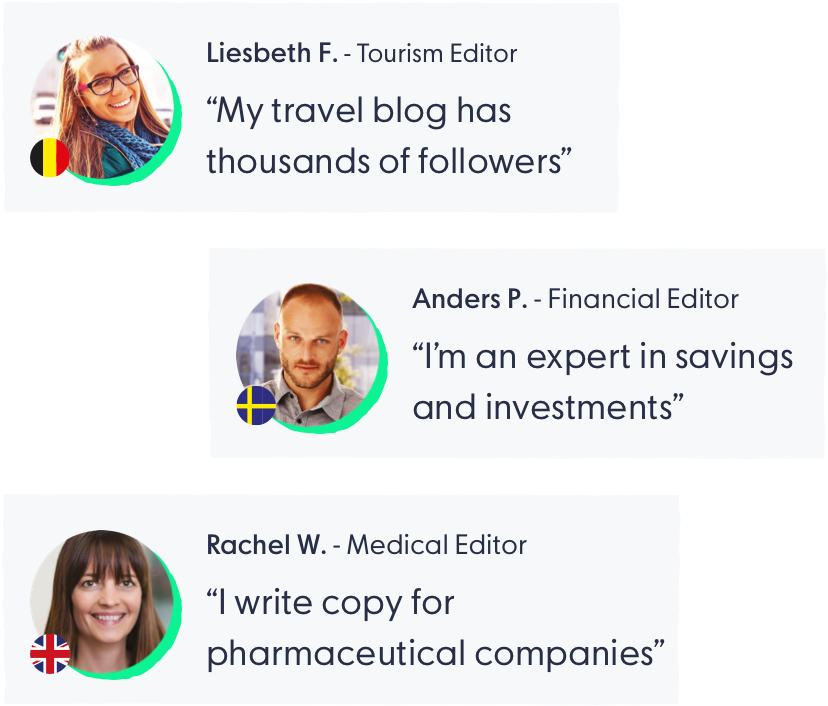 Liesbeth F. - Tourism Editor
“My travel blog has
thousands of followers”
Anders P. - Financial Editor
“I’m an expert in savings
and investments”
Rachel W. - Medical Editor
“I write copy for
pharmaceutical companies”